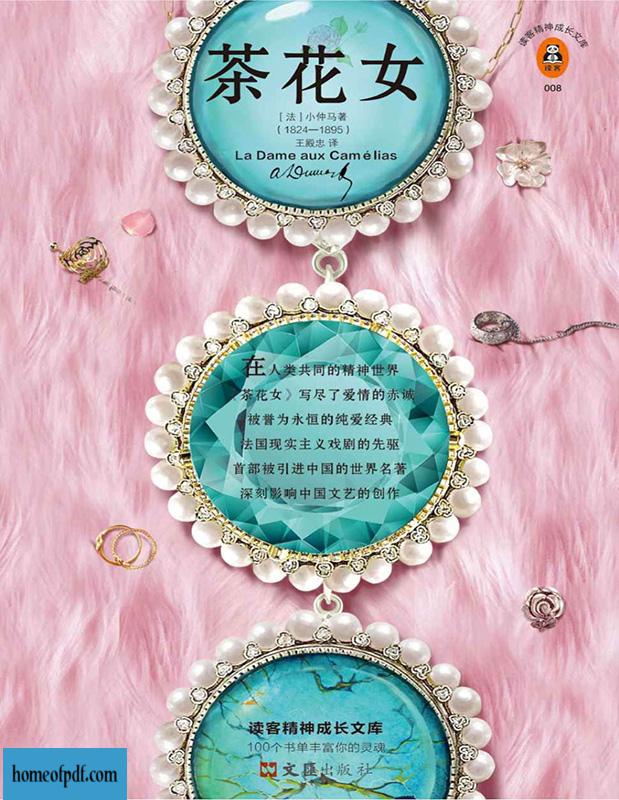 茶花女
[法]小仲马著
(1824—1895)
王殿忠 译
La Dame aux Camélias
读客精神成长文库
读客
008
在人类共同的精神世界
《茶花女》写尽了爱情的赤诚
被誉为永恒的纯爱经典
法国现实主义戏剧的先驱
首部被引进中国的世界名著
深刻影响中国文艺的创作
读客精神成长文库
100个书单丰富你的灵魂
文匯出版社
homeofpdf.com